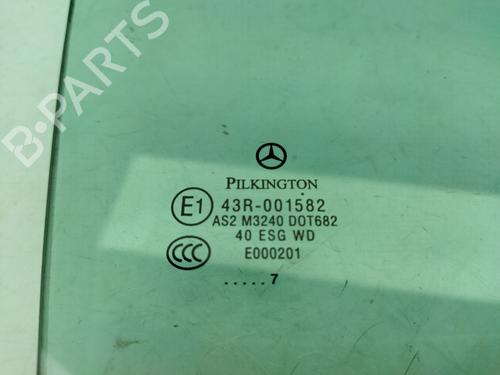 B-PARTS
PILKINGTON
E1 43R-001582
AS2 M3240 DOT682
40 ESG WD
CCC E000201
.....7